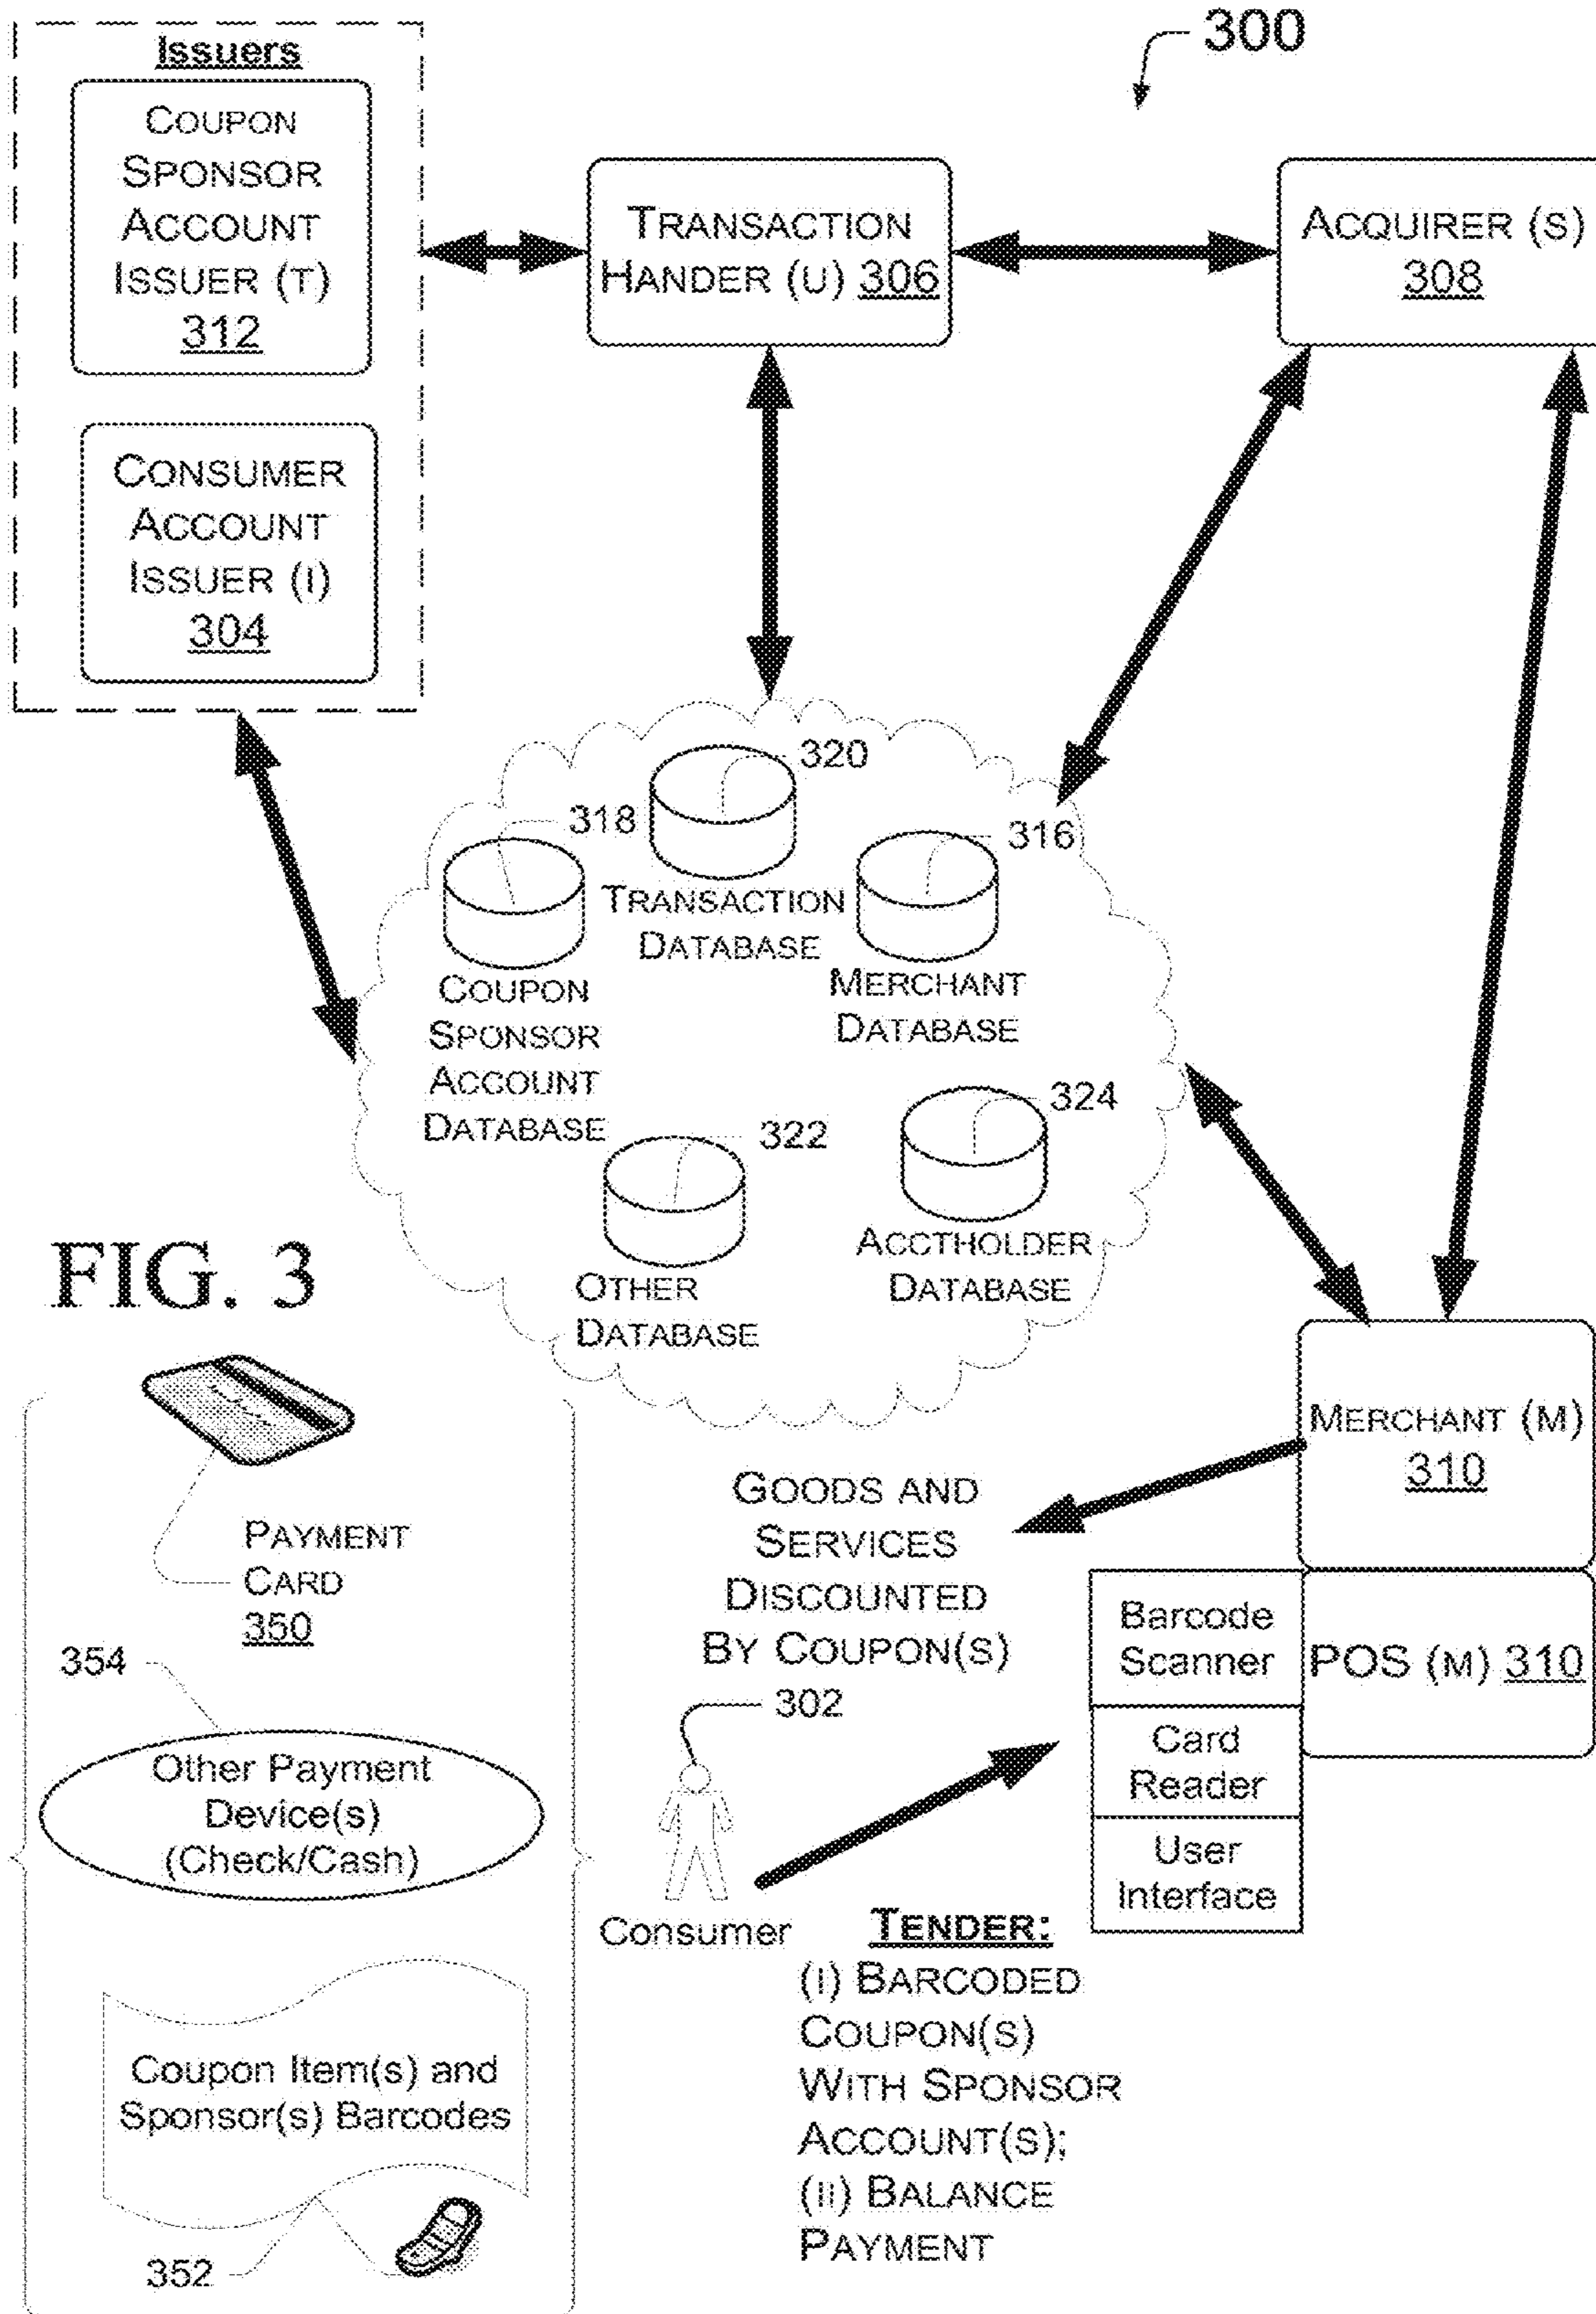 300
Issuers
COUPON
SPONSOR
ACCOUNT
ISSUER (T)
312
CONSUMER
ACCOUNT
ISSUER (I)
304
TRANSACTION
HANDER (U) 306
ACQUIRER (S)
308
320
318
316
TRANSACTION
DATABASE
COUPON
SPONSOR
ACCOUNT
DATABASE
MERCHANT
DATABASE
324
322
ACCTHOLDER
DATABASE
OTHER
DATABASE
FIG. 3
PAYMENT
CARD
350
354
Other Payment
Device(s)
(Check/Cash)
Coupon Item(s) and
Sponsor(s) Barcodes
352
GOODS AND
SERVICES
DISCOUNTED
BY COUPON(S)
302
Consumer
MERCHANT (M)
310
Barcode
Scanner
POS (M) 310
Card
Reader
User
Interface
TENDER:
(I) BARCODED
COUPON(S)
WITH SPONSOR
ACCOUNT(S);
(II) BALANCE
PAYMENT